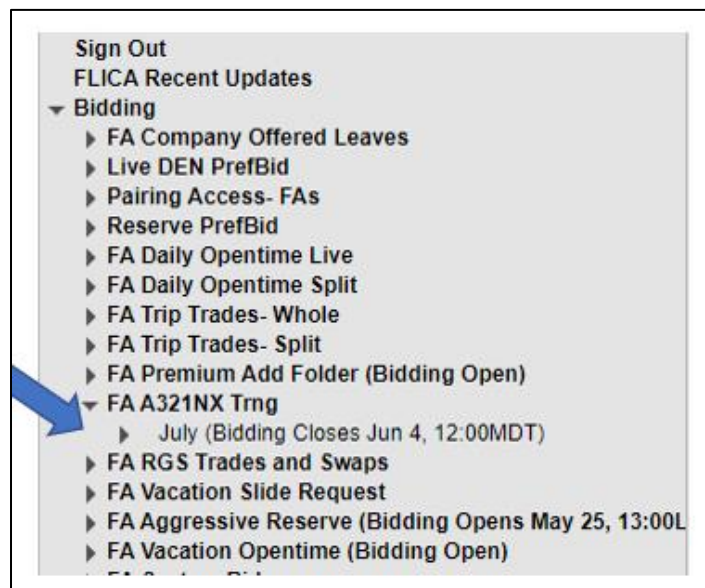 Sign Out
FLICA Recent Updates
Bidding
FA Company Offered Leaves
Live DEN PrefBid
Pairing Access- FAs
Reserve PrefBid
FA Daily Opentime Live
FA Daily Opentime Split
FA Trip Trades- Whole
FA Trip Trades- Split
FA Premium Add Folder (Bidding Open)
FA A321NX Trng
July (Bidding Closes Jun 4, 12:00MDT)
FA RGS Trades and Swaps
FA Vacation Slide Request
FA Aggressive Reserve (Bidding Opens May 25, 13:00L
FA Vacation Opentime (Bidding Open)